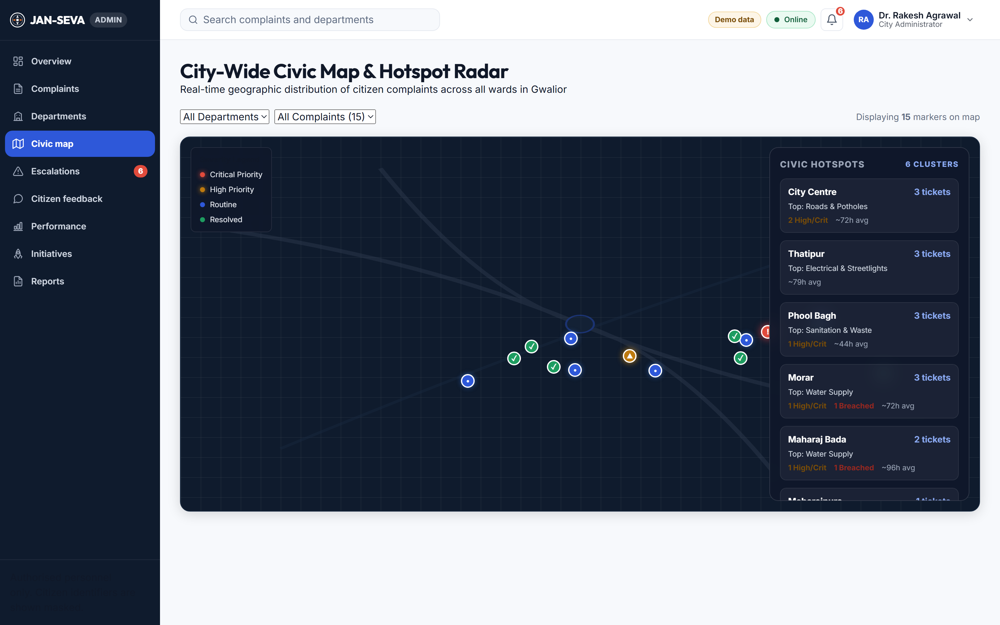 JAN-SEVA ADMIN
Overview
Complaints
Departments
Civic map
Escalations 6
Citizen feedback
Performance
Initiatives
Reports
Search complaints and departments
Demo data
Online
6
RA
Dr. Rakesh Agrawal
City Administrator
City-Wide Civic Map & Hotspot Radar
Real-time geographic distribution of citizen complaints across all wards in Gwalior
All Departments
All Complaints (15)
Displaying 15 markers on map
Critical Priority
High Priority
Routine
Resolved
CIVIC HOTSPOTS 6 CLUSTERS
City Centre 3 tickets
Top: Roads & Potholes
2 High/Crit ~72h avg
Thatipur 3 tickets
Top: Electrical & Streetlights
~79h avg
Phool Bagh 3 tickets
Top: Sanitation & Waste
1 High/Crit ~44h avg
Morar 3 tickets
Top: Water Supply
1 High/Crit 1 Breached ~72h avg
Maharaj Bada 2 tickets
Top: Water Supply
1 High/Crit 1 Breached ~96h avg